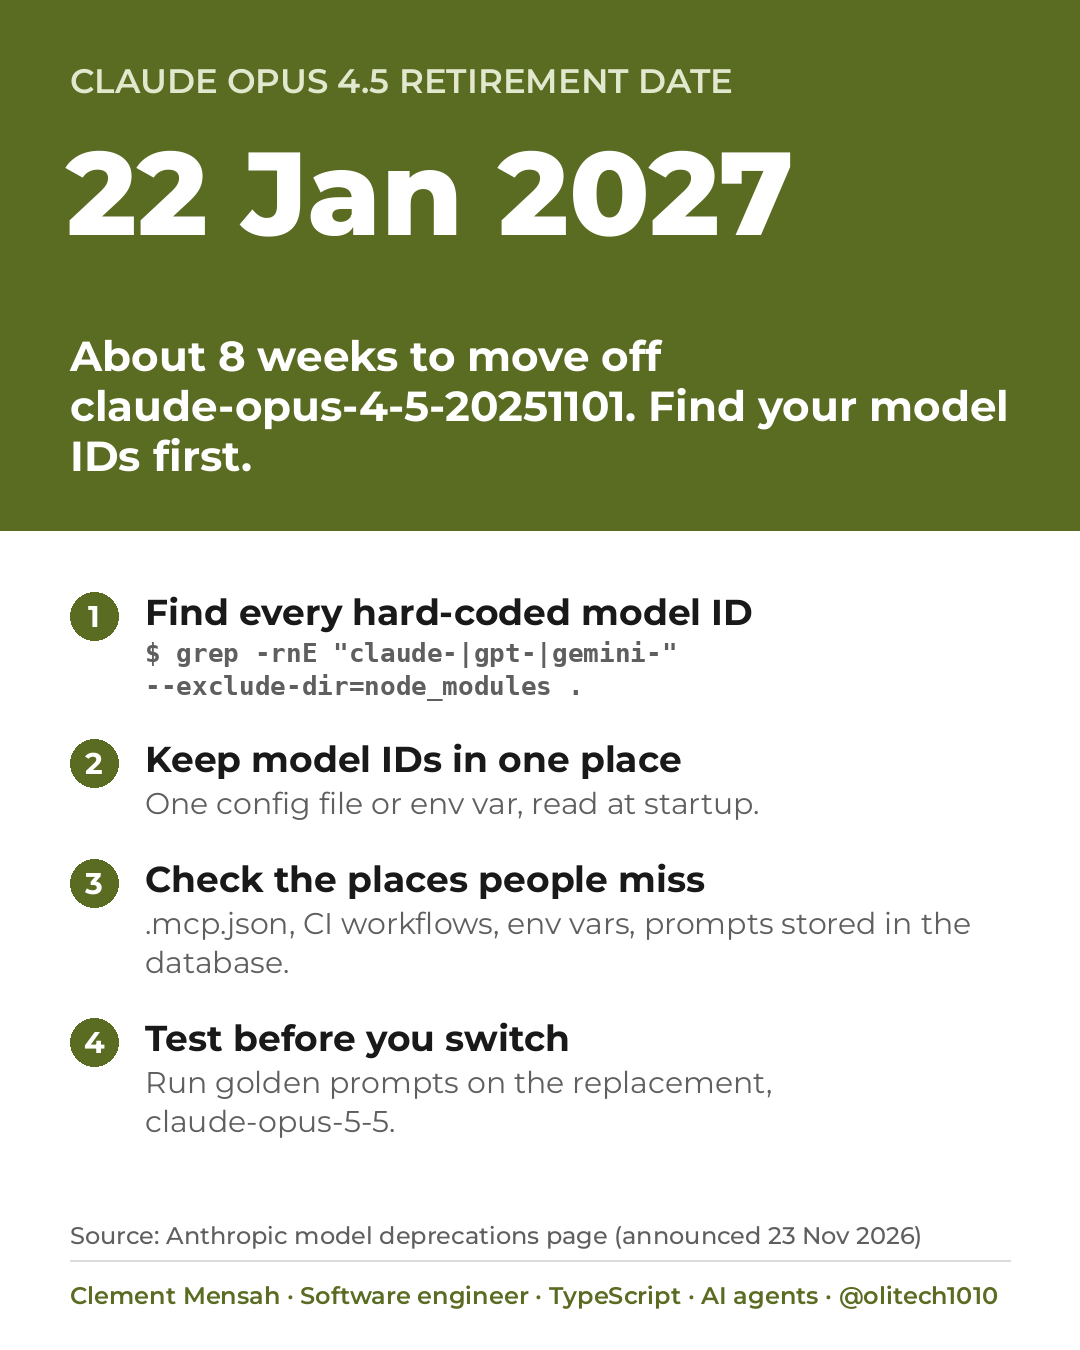 CLAUDE OPUS 4.5 RETIREMENT DATE
22 Jan 2027
About 8 weeks to move off
claude-opus-4-5-20251101. Find your model
IDs first.
1
Find every hard-coded model ID
$ grep -rnE "claude-|gpt-|gemini-"
--exclude-dir=node_modules .
2
Keep model IDs in one place
One config file or env var, read at startup.
3
Check the places people miss
.mcp.json, CI workflows, env vars, prompts stored in the
database.
4
Test before you switch
Run golden prompts on the replacement,
claude-opus-5-5.
Source: Anthropic model deprecations page (announced 23 Nov 2026)
Clement Mensah · Software engineer · TypeScript · AI agents · @olitech1010